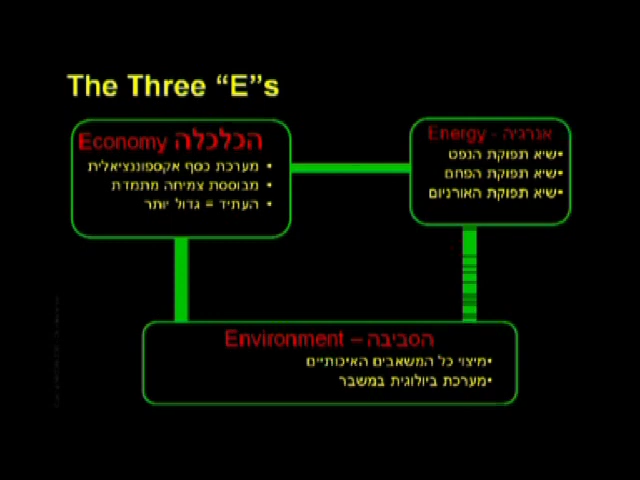 The Three “E”s
Economy הכלכלה
• מערכת כסף אקספוננציאלית
• מבוססת צמיחה מתמדת
• העתיד = גדול יותר
Energy - אנרגיה
•שיא תפוקת הנפט
•שיא תפוקת הפחם
•שיא תפוקת האורניום
Environment – הסביבה
•מיצוי כל המשאבים האיכותיים
•מערכת ביולוגית במשבר